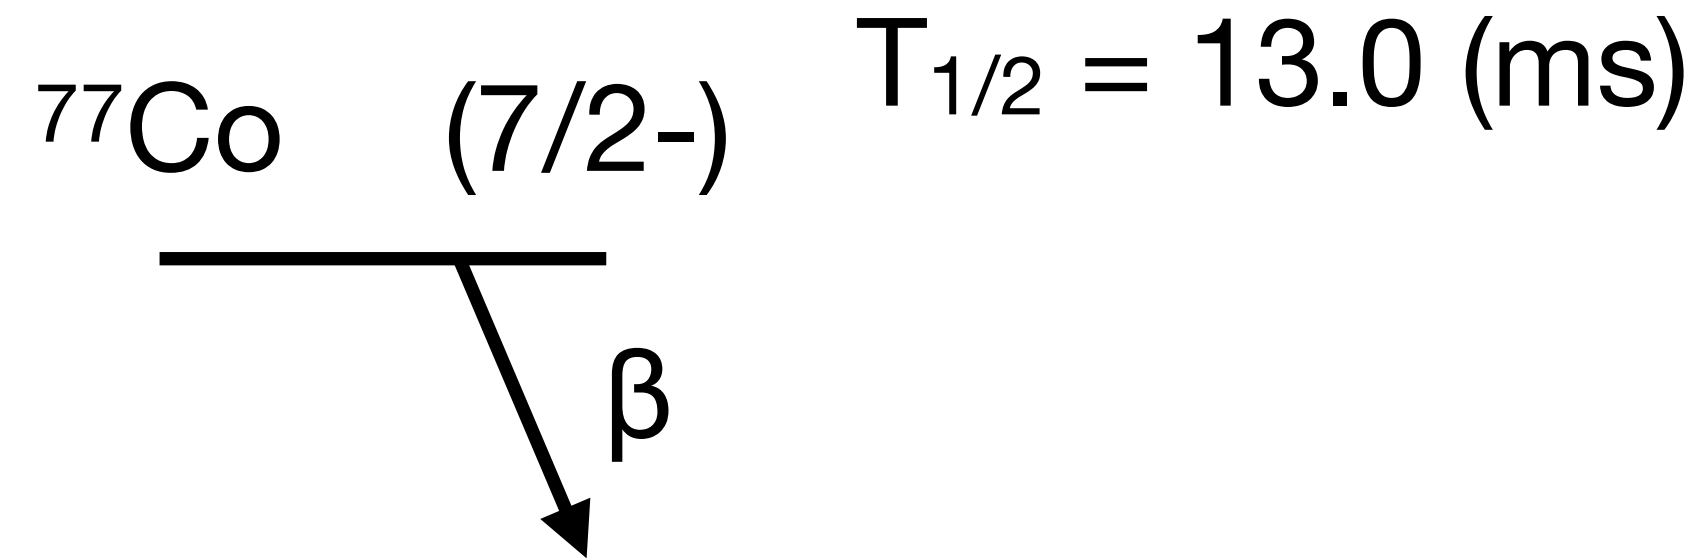 T1/2 = 13.0 (ms)
77Co (7/2-)
β